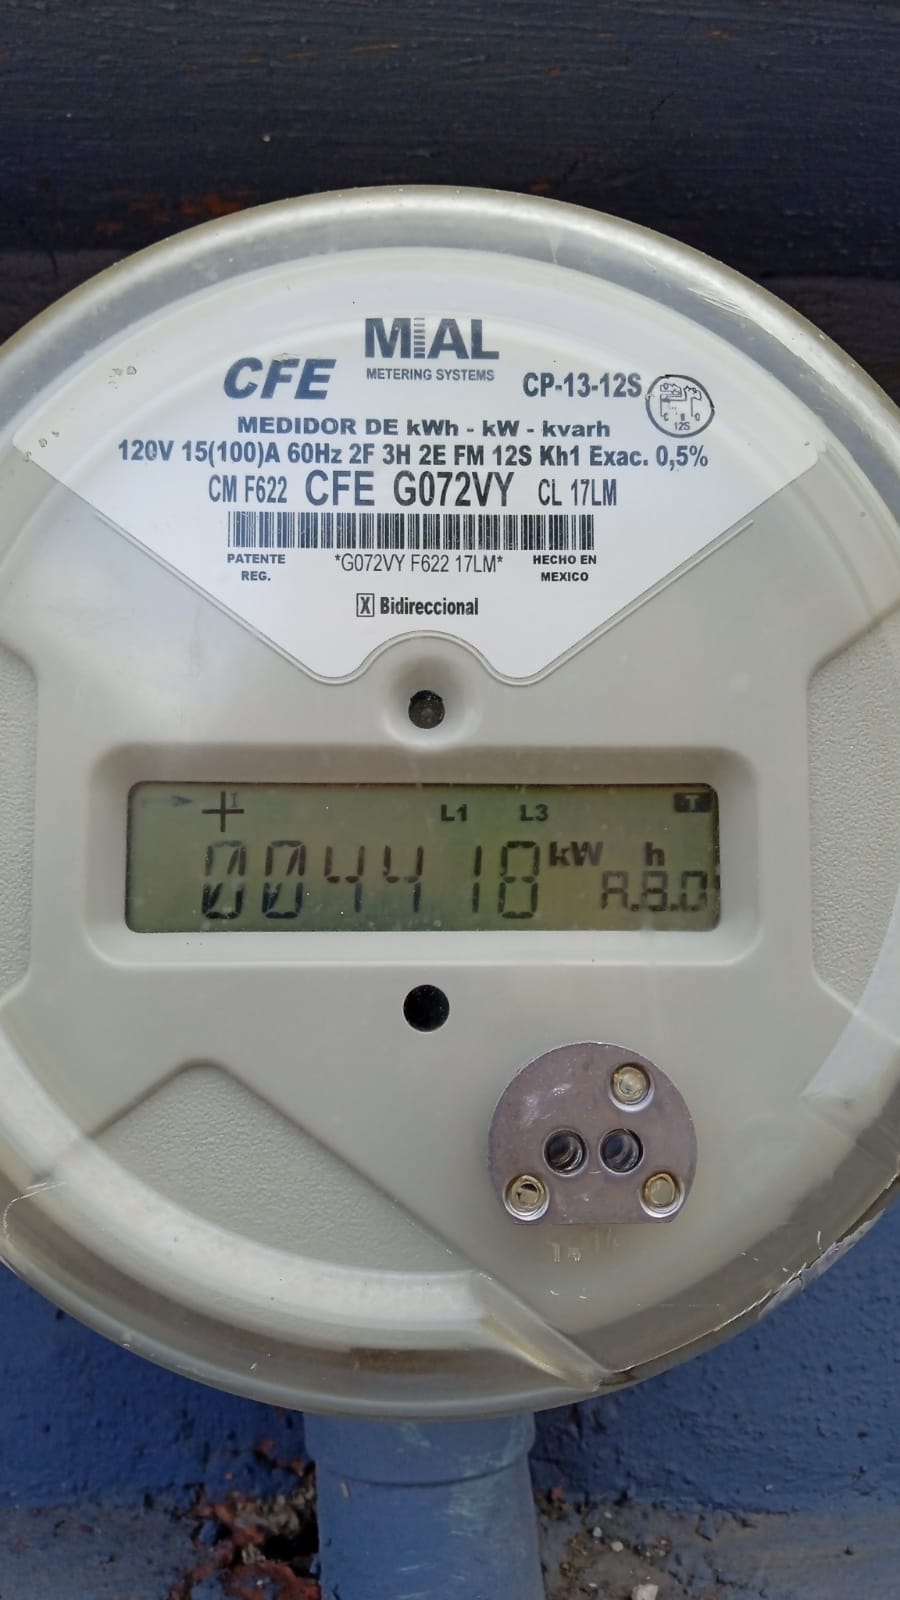 MIAL
METERING SYSTEMS
CFE
CP-13-12S
C B O
12S
MEDIDOR DE kWh - kW - kvarh
120V 15(100)A 60Hz 2F 3H 2E FM 12S Kh1 Exac. 0,5%
CM F622 CFE G072VY CL 17LM
PATENTE REG.
*G072VY F622 17LM*
HECHO EN MEXICO
X Bidireccional
L1 L3 T
004418 kW h
A.8.0